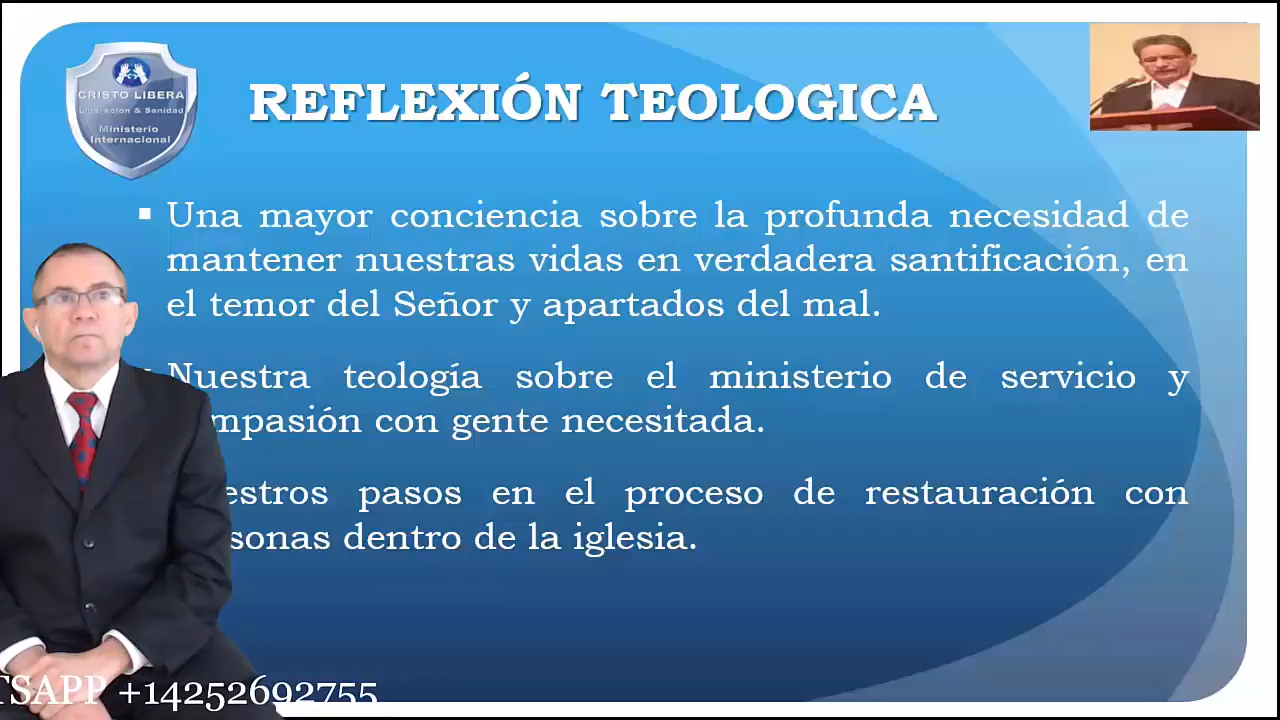 CRISTO LIBERA
Liberación & Sanidad
Ministerio
Internacional
REFLEXIÓN TEOLOGICA
Una mayor conciencia sobre la profunda necesidad de
mantener nuestras vidas en verdadera santificación, en
el temor del Señor y apartados del mal.
Nuestra teología sobre el ministerio de servicio y
mpasión con gente necesitada.
estros pasos en el proceso de restauración con
sonas dentro de la iglesia.
TSAPP +14252692755